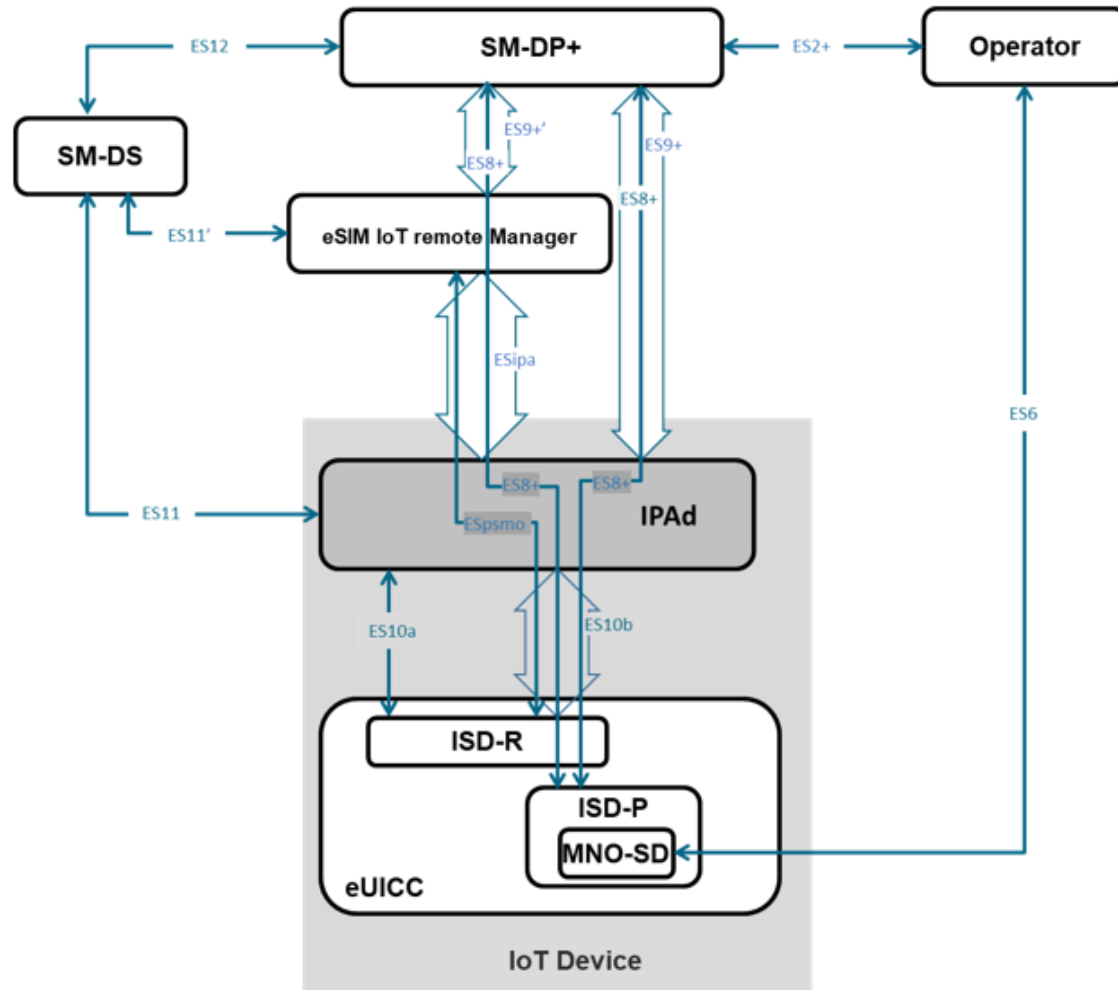 ES12
SM-DP+
ES2+
Operator
SM-DS
ES9+’
ES9+
ES8+
ES8+
ES11’
eSIM IoT remote Manager
ESipa
ES6
ES8+
ES8+
ES11
IPAd
ESpsmo
ES10a
ES10b
ISD-R
ISD-P
MNO-SD
eUICC
IoT Device